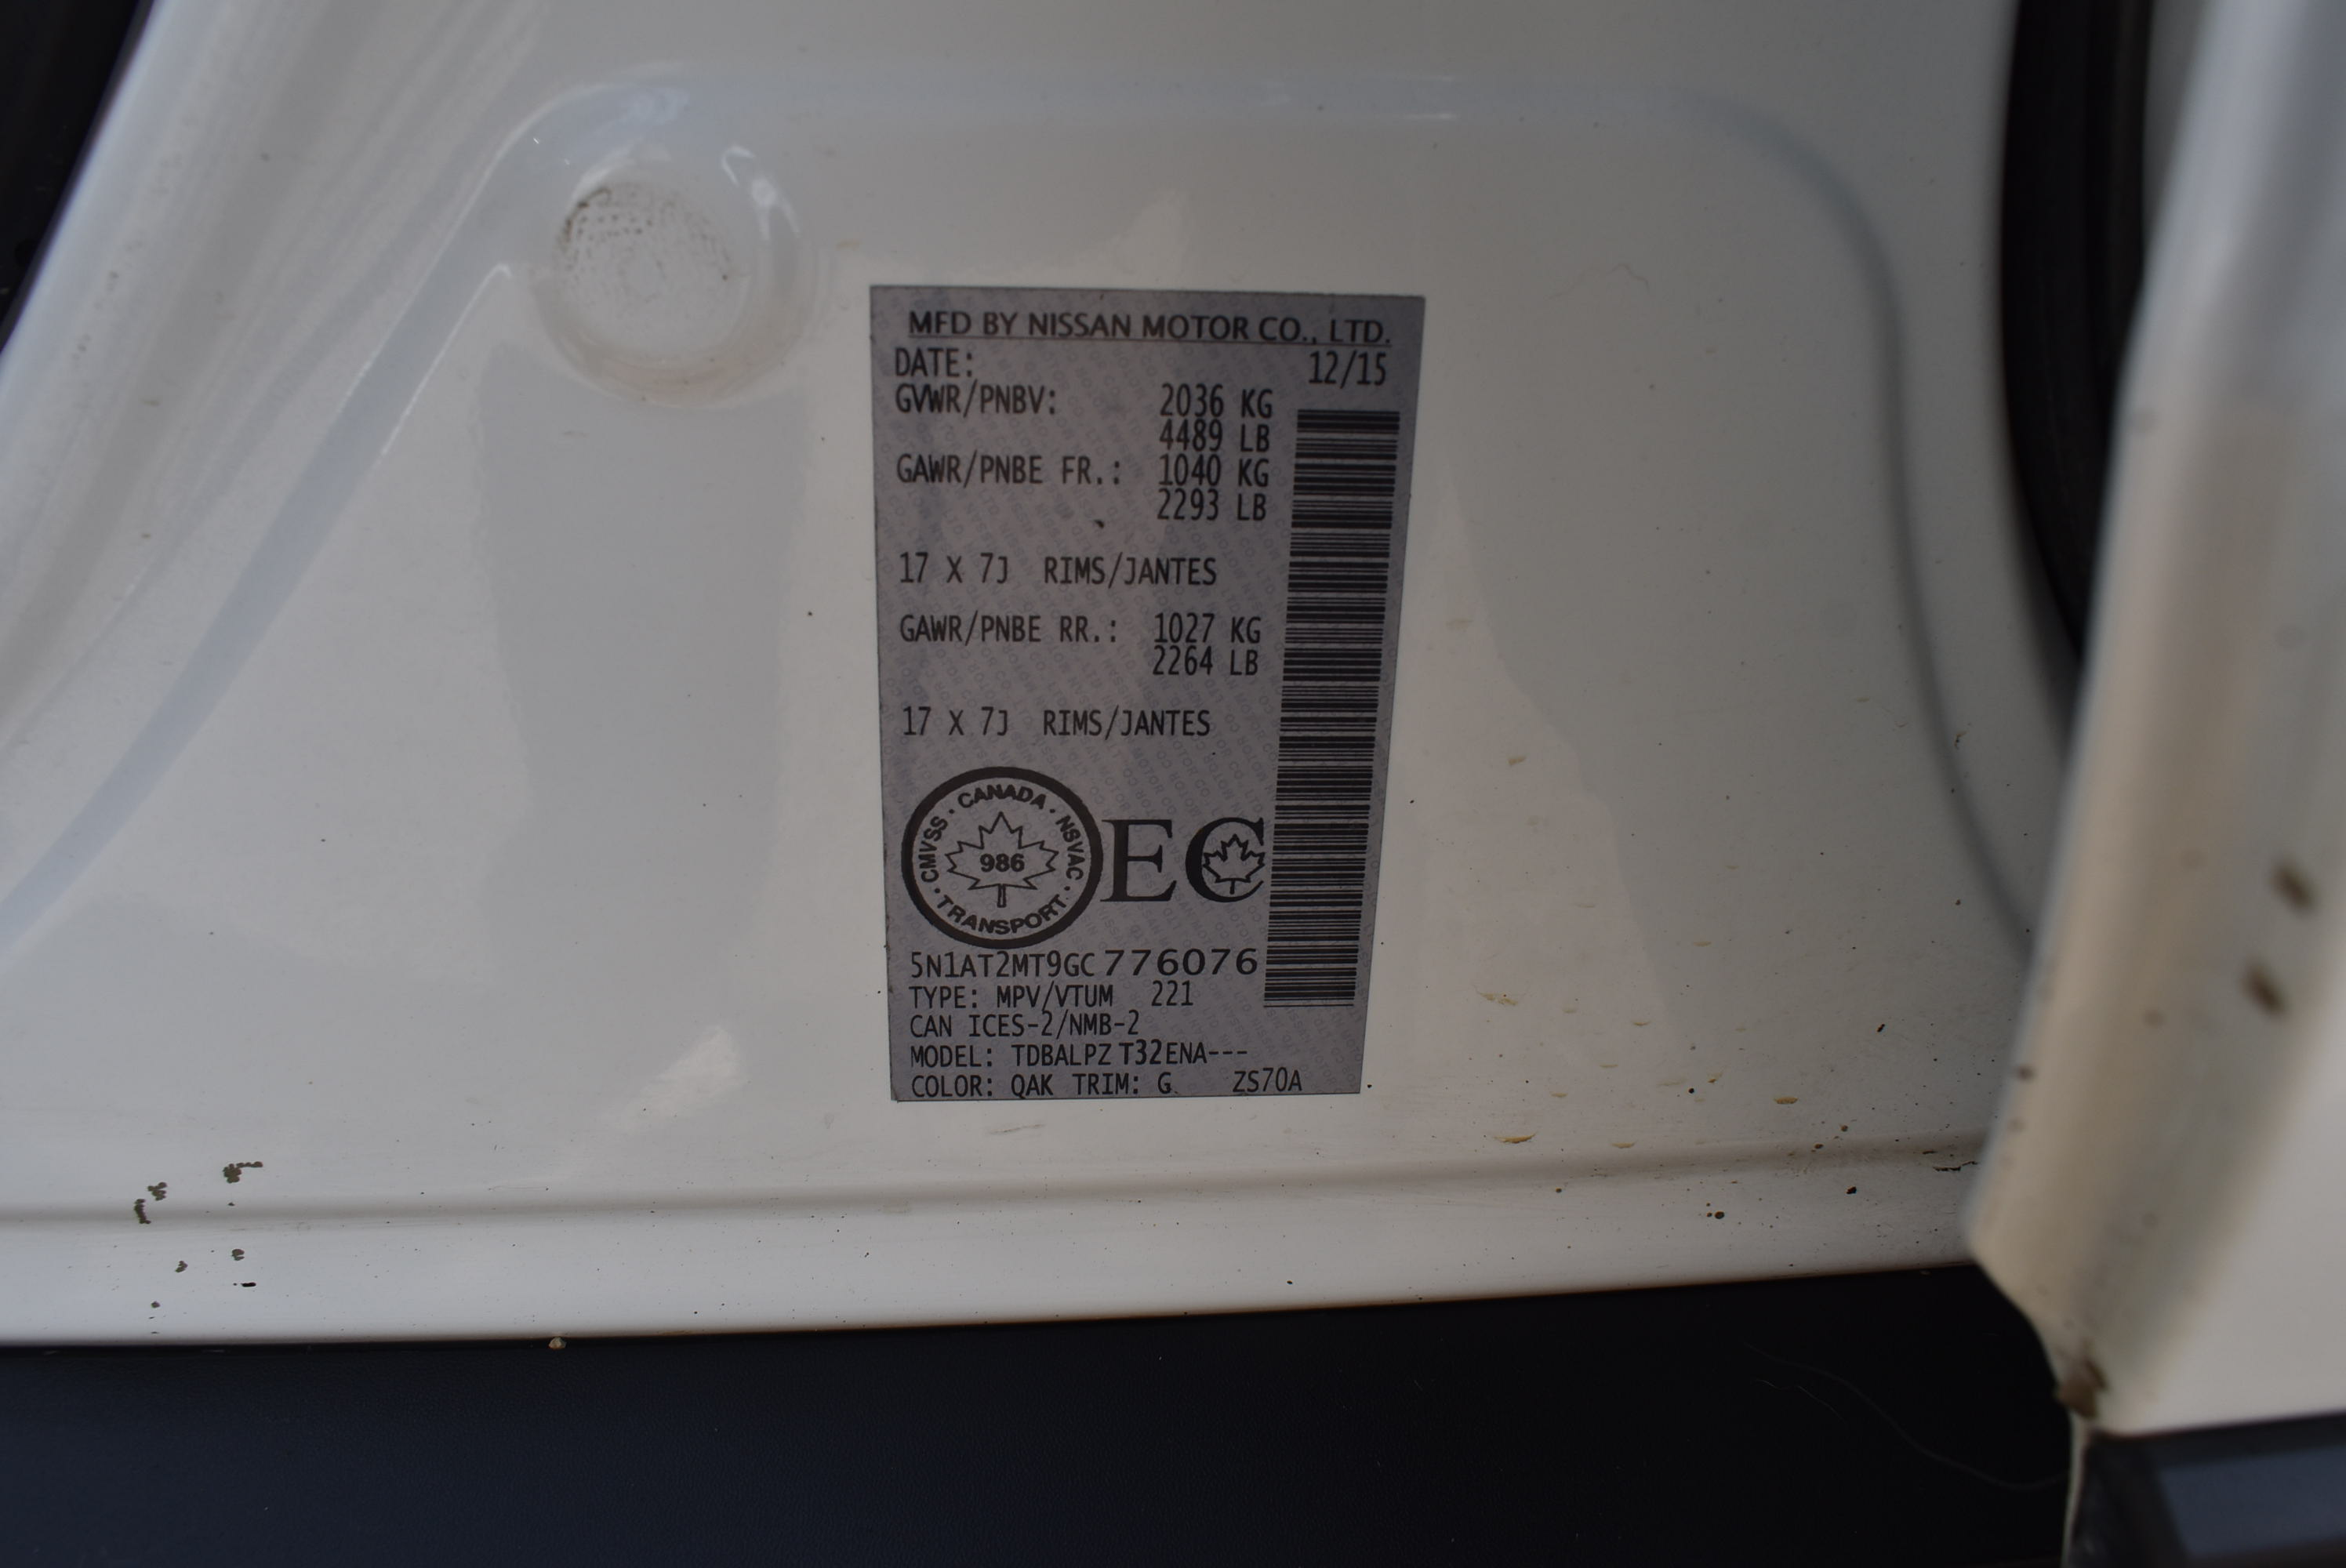 MFD BY NISSAN MOTOR CO., LTD.
DATE: 12/15
GVWR/PNBV: 2036 KG
4489 LB
GAWR/PNBE FR.: 1040 KG
2293 LB
17 X 7J RIMS/JANTES
GAWR/PNBE RR.: 1027 KG
2264 LB
17 X 7J RIMS/JANTES
CANADA · NSVAC · TRANSPORT · CMVSS ·
986
EC
5N1AT2MT9GC776076
TYPE: MPV/VTUM 221
CAN ICES-2/NMB-2
MODEL: TDBALPZ T32ENA---
COLOR: QAK TRIM: G ZS70A